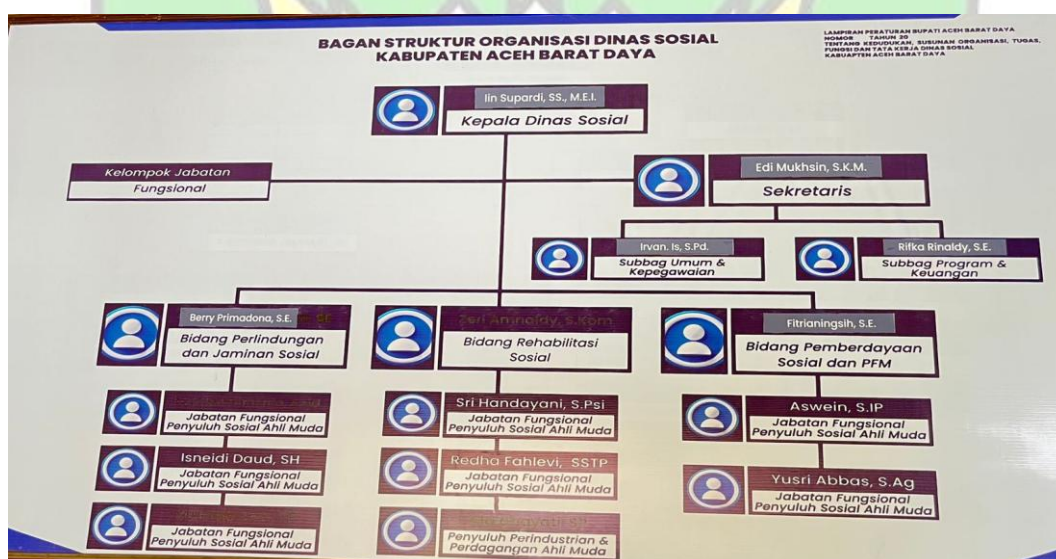 BAGAN STRUKTUR ORGANISASI DINAS SOSIAL
KABUPATEN ACEH BARAT DAYA
LAMPIRAN PERATURAN BUPATI ACEH BARAT DAYA
NOMOR TAHUN 20
TENTANG KEDUDUKAN, SUSUNAN ORGANISASI, TUGAS,
FUNGSI DAN TATA KERJA DINAS SOSIAL
KABUAPTEN ACEH BARAT DAYA
Iin Supardi, SS., M.E.I.
Kepala Dinas Sosial
Kelompok Jabatan
Fungsional
Edi Mukhsin, S.K.M.
Sekretaris
Irvan. Is, S.Pd.
Subbag Umum &
Kepegawaian
Rifka Rinaldy, S.E.
Subbag Program &
Keuangan
Berry Primadona, S.E.
Bidang Perlindungan
dan Jaminan Sosial
S.Kom
Bidang Rehabilitasi
Sosial
Fitrianingsih, S.E.
Bidang Pemberdayaan
Sosial dan PFM
Jabatan Fungsional
Penyuluh Sosial Ahli Muda
Isneidi Daud, SH
Jabatan Fungsional
Penyuluh Sosial Ahli Muda
Jabatan Fungsional
Penyuluh Sosial Ahli Muda
Sri Handayani, S.Psi
Jabatan Fungsional
Penyuluh Sosial Ahli Muda
Redha Fahlevi, SSTP
Jabatan Fungsional
Penyuluh Sosial Ahli Muda
Penyuluh Perindustrian &
Perdagangan Ahli Muda
Aswein, S.IP
Jabatan Fungsional
Penyuluh Sosial Ahli Muda
Yusri Abbas, S.Ag
Jabatan Fungsional
Penyuluh Sosial Ahli Muda